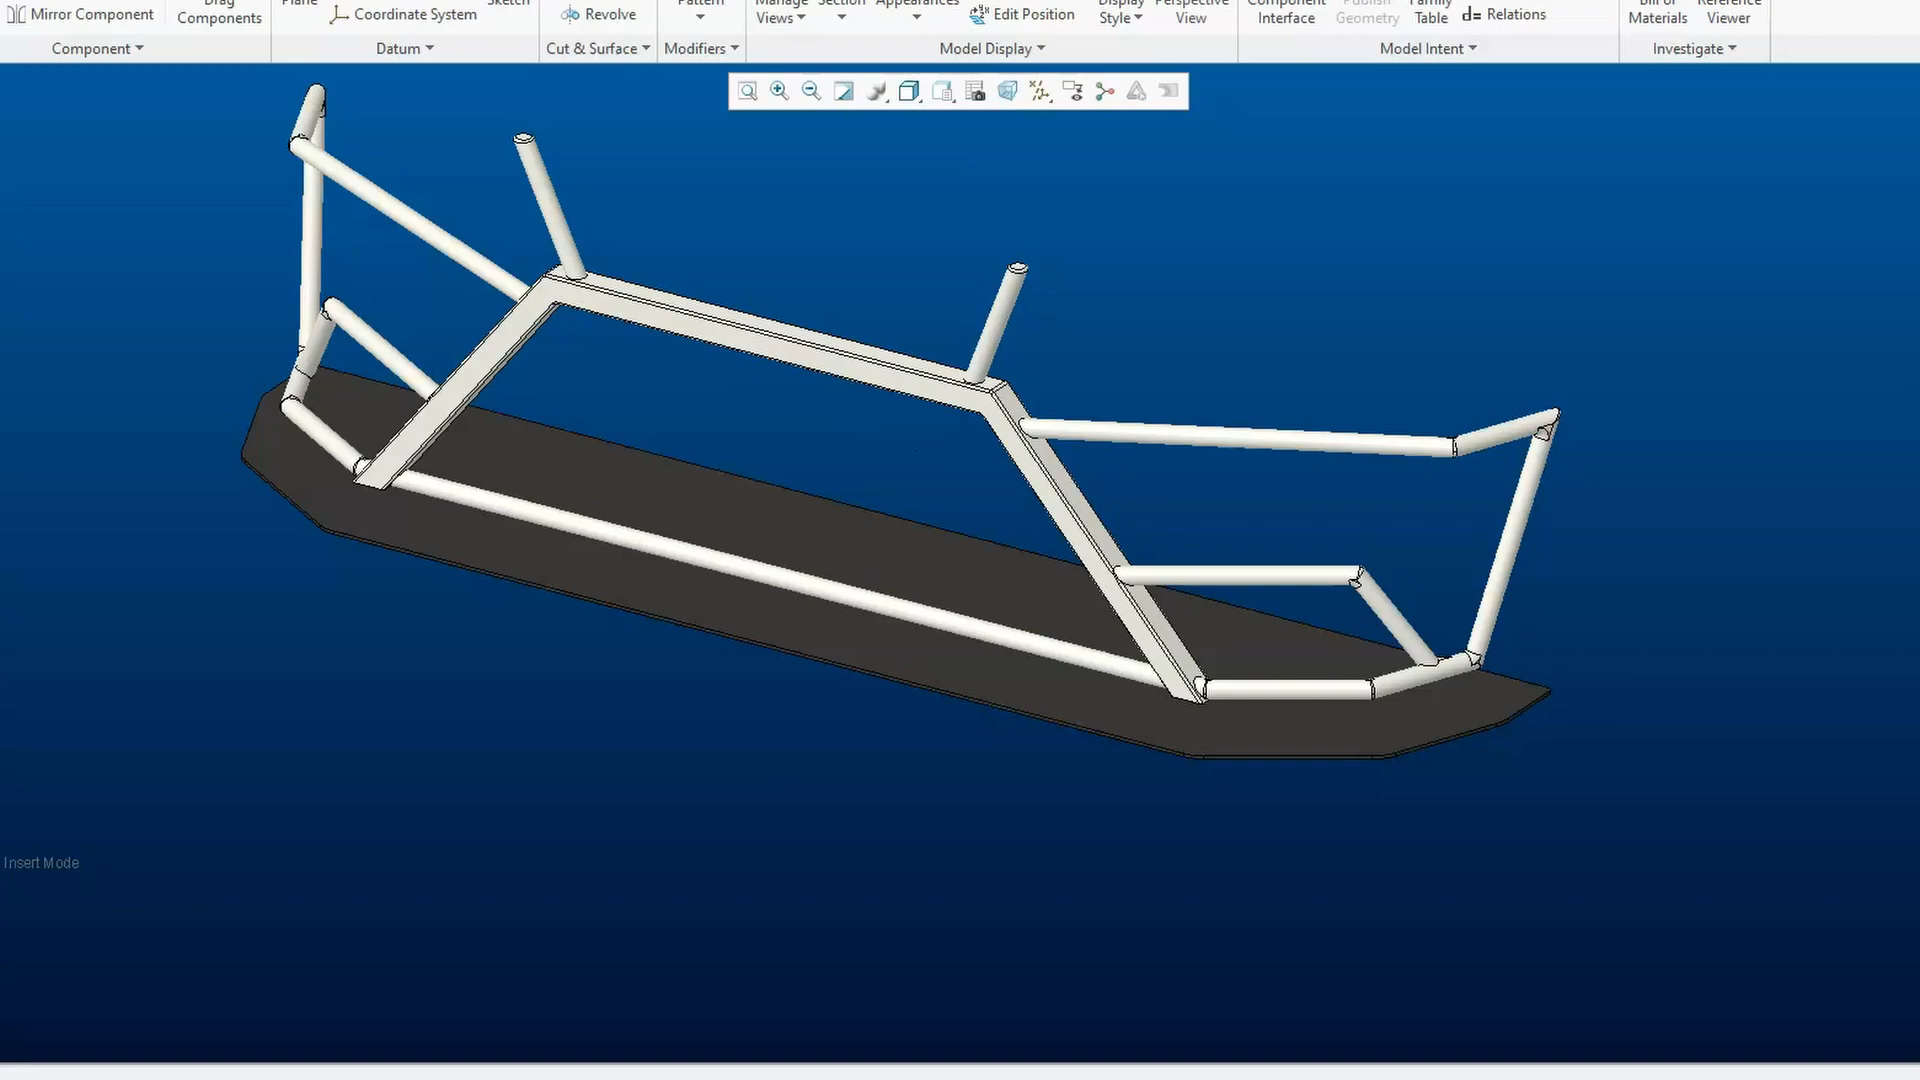 Mirror Component
Drag
Components
Plane
Coordinate System
Sketch
Revolve
Pattern
Manage
Views
Section
Appearances
Edit Position
Display
Style
Perspective
View
Component
Interface
Publish
Geometry
Family
Table
d= Relations
Bill of
Materials
Reference
Viewer
Component
Datum
Cut & Surface
Modifiers
Model Display
Model Intent
Investigate
Insert Mode